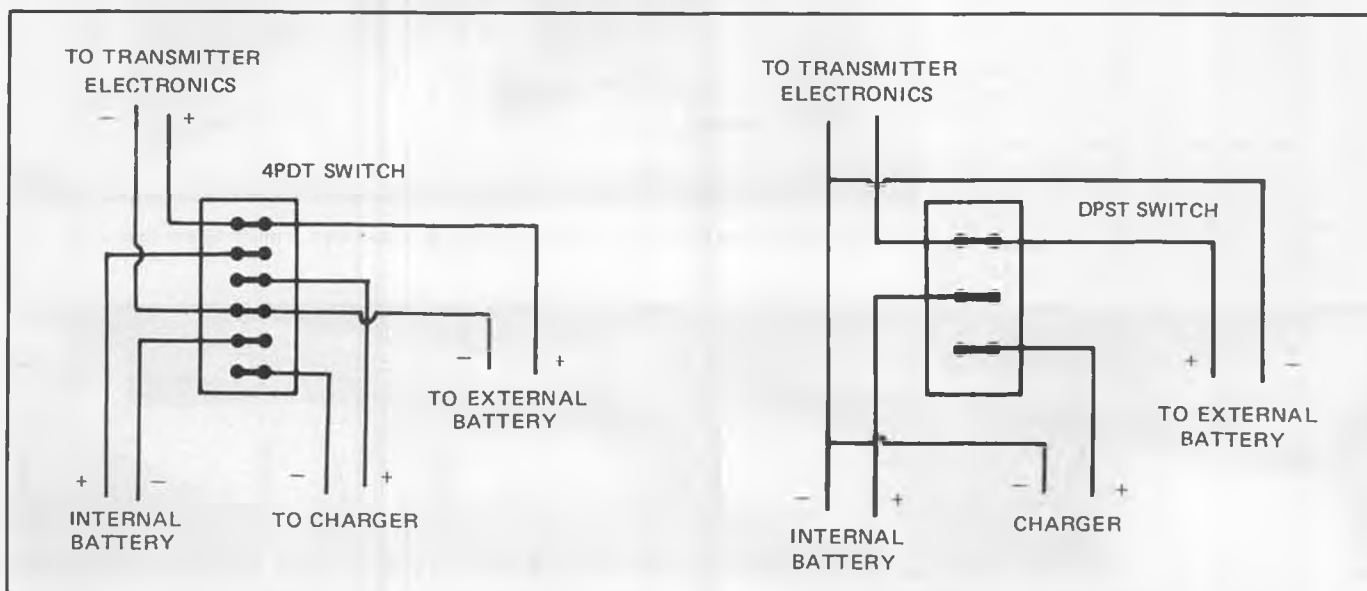 TO TRANSMITTER
ELECTRONICS
− +
4PDT SWITCH
− +
TO EXTERNAL
BATTERY
+ − − +
INTERNAL
BATTERY
TO CHARGER
TO TRANSMITTER
ELECTRONICS
DPST SWITCH
+ −
TO EXTERNAL
BATTERY
− + − +
INTERNAL
BATTERY
CHARGER